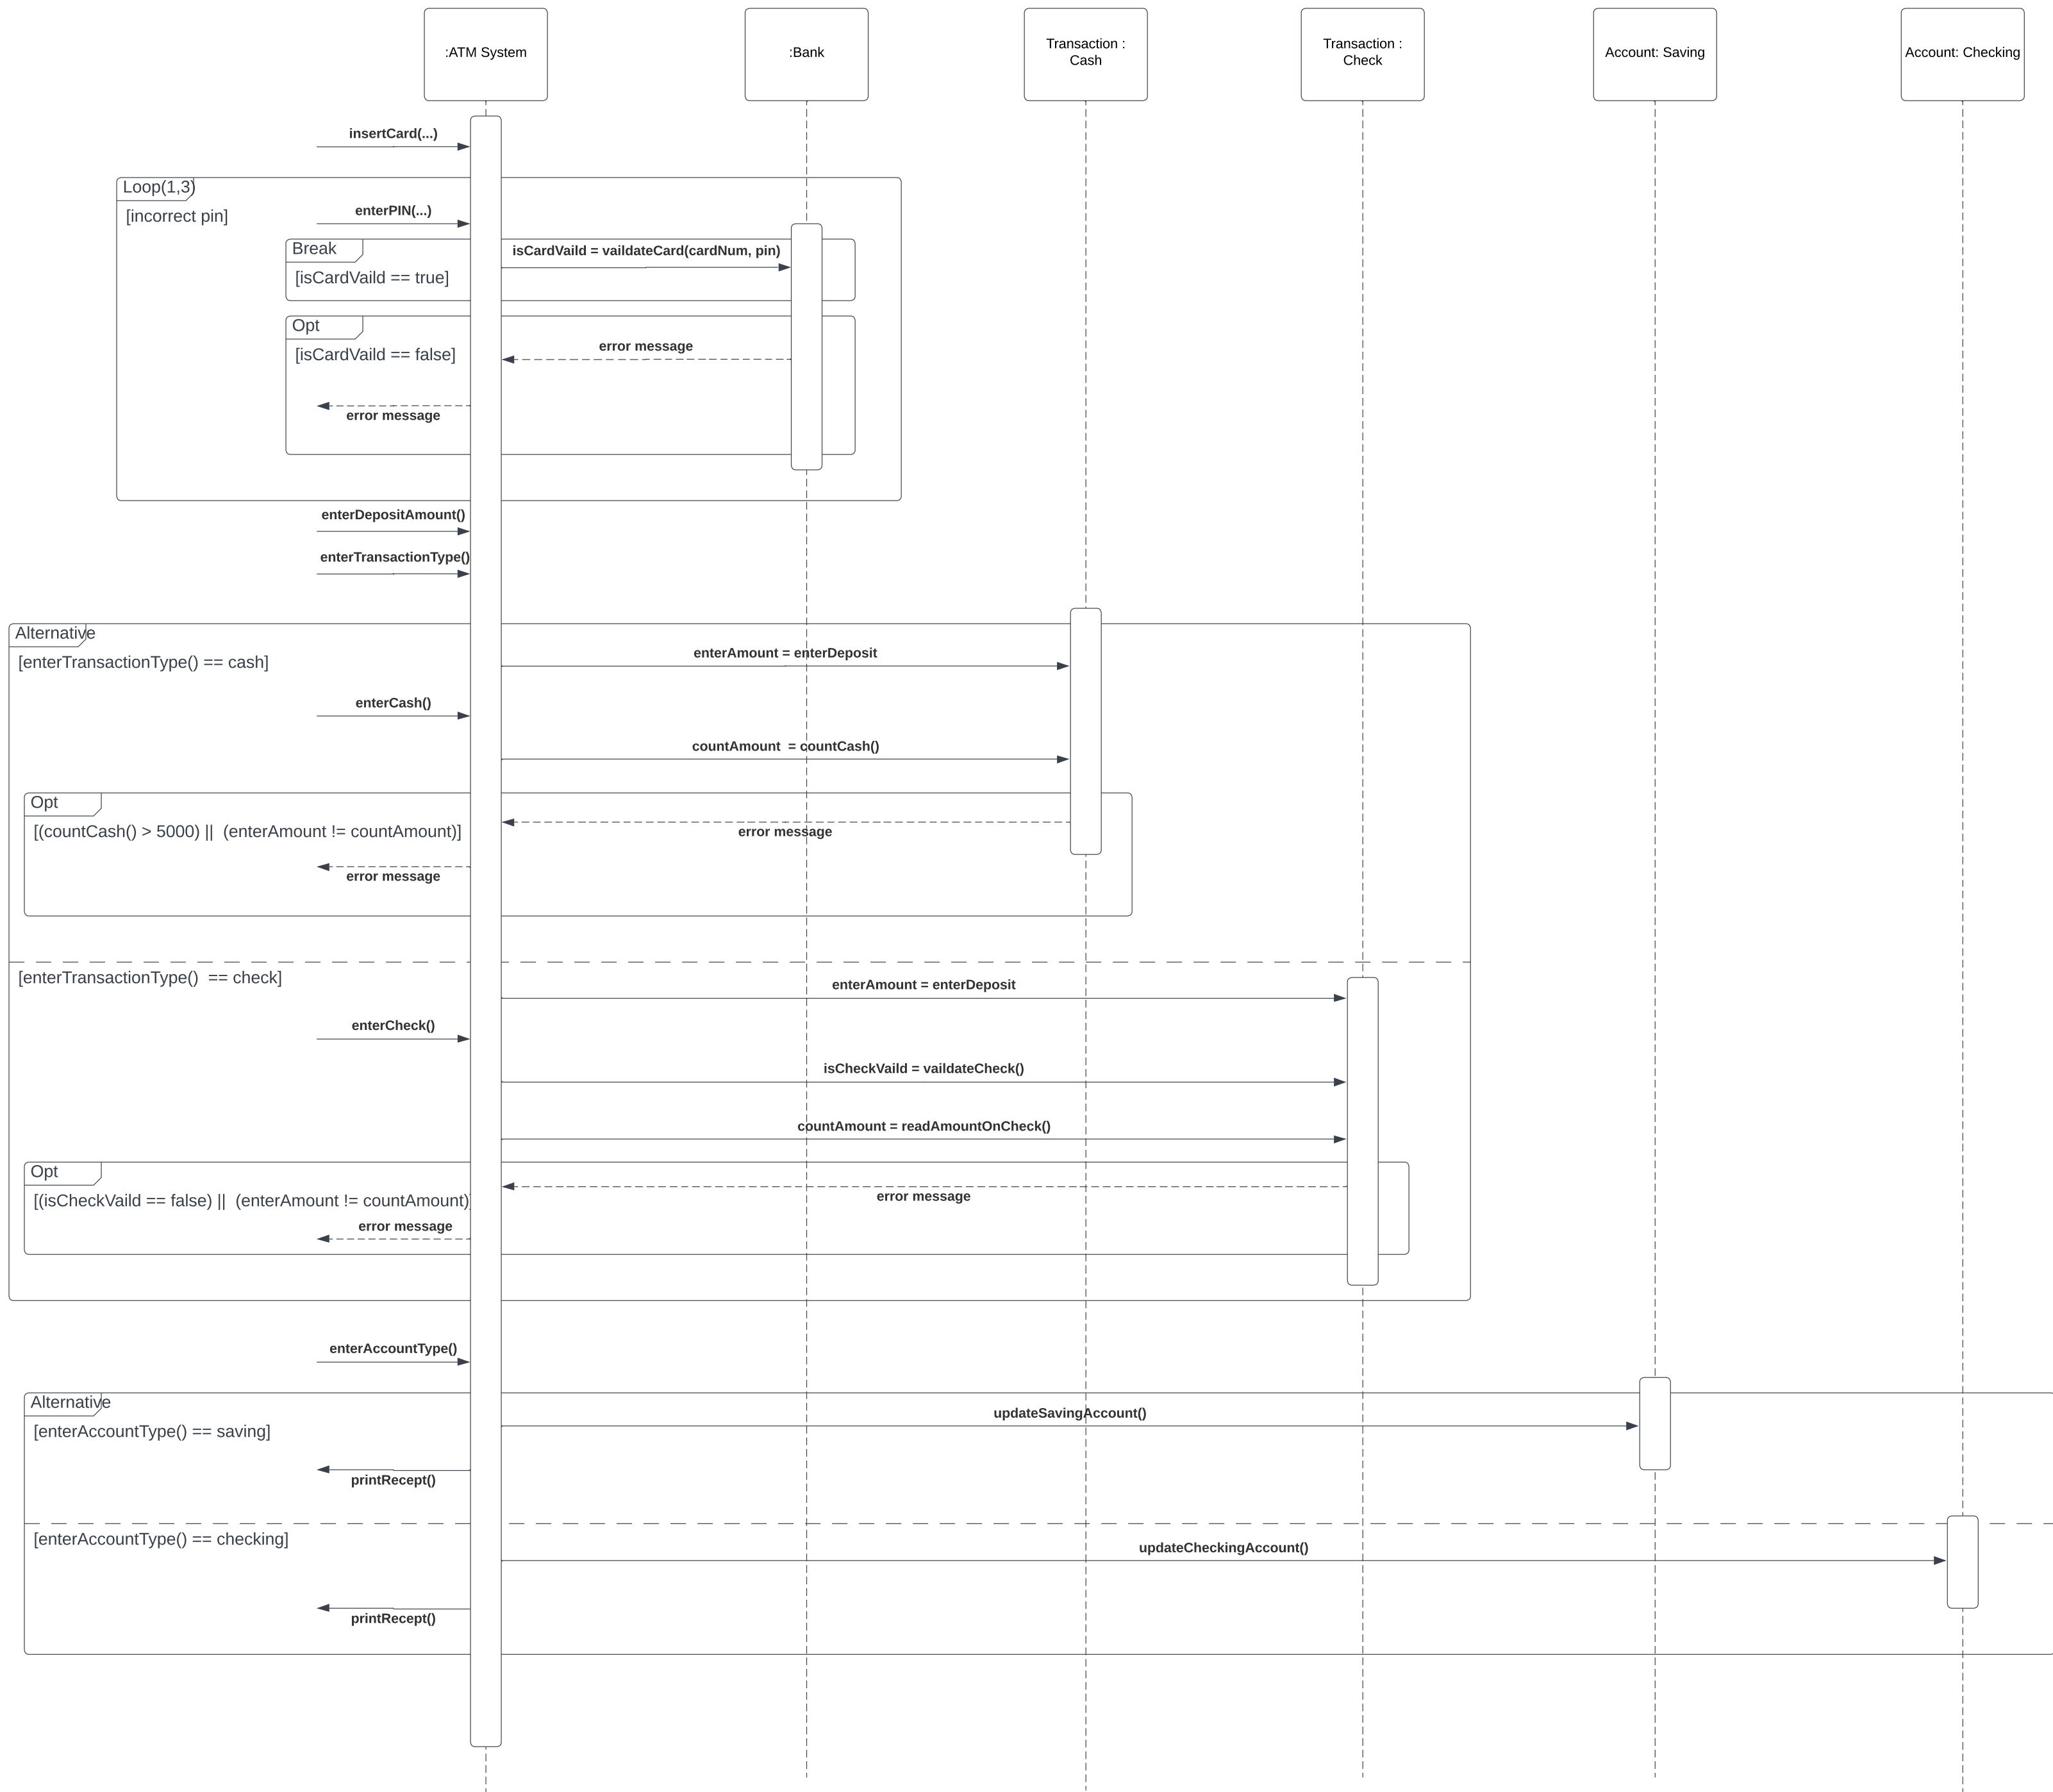 :ATM System
:Bank
Transaction :
Cash
Transaction :
Check
Account: Saving
Account: Checking
insertCard(...)
Loop(1,3)
[incorrect pin]
enterPIN(...)
Break
isCardVaild = vaildateCard(cardNum, pin)
[isCardVaild == true]
Opt
[isCardVaild == false]
error message
error message
enterDepositAmount()
enterTransactionType()
Alternative
[enterTransactionType() == cash]
enterAmount = enterDeposit
enterCash()
countAmount  = countCash()
Opt
[(countCash() > 5000) ||  (enterAmount != countAmount)]
error message
error message
[enterTransactionType()  == check]
enterAmount = enterDeposit
enterCheck()
isCheckVaild = vaildateCheck()
countAmount = readAmountOnCheck()
Opt
[(isCheckVaild == false) ||  (enterAmount != countAmount)]
error message
error message
enterAccountType()
Alternative
[enterAccountType() == saving]
updateSavingAccount()
printRecept()
[enterAccountType() == checking]
updateCheckingAccount()
printRecept()